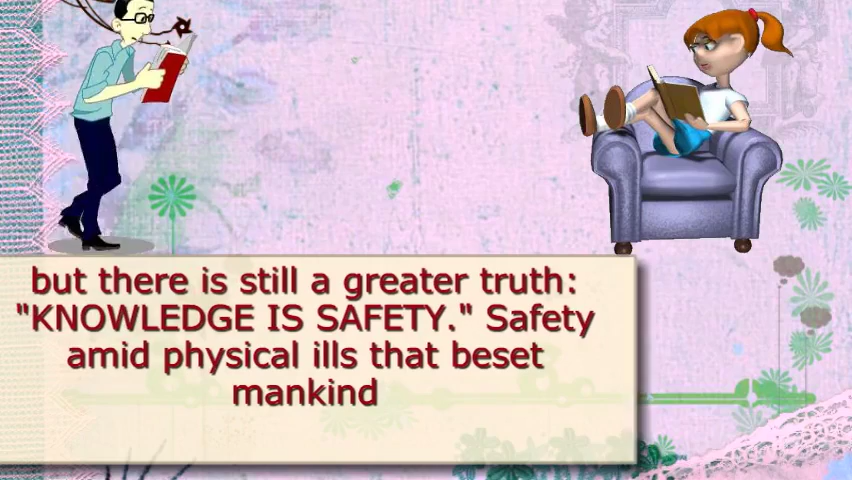 but there is still a greater truth:
"KNOWLEDGE IS SAFETY." Safety
amid physical ills that beset
mankind